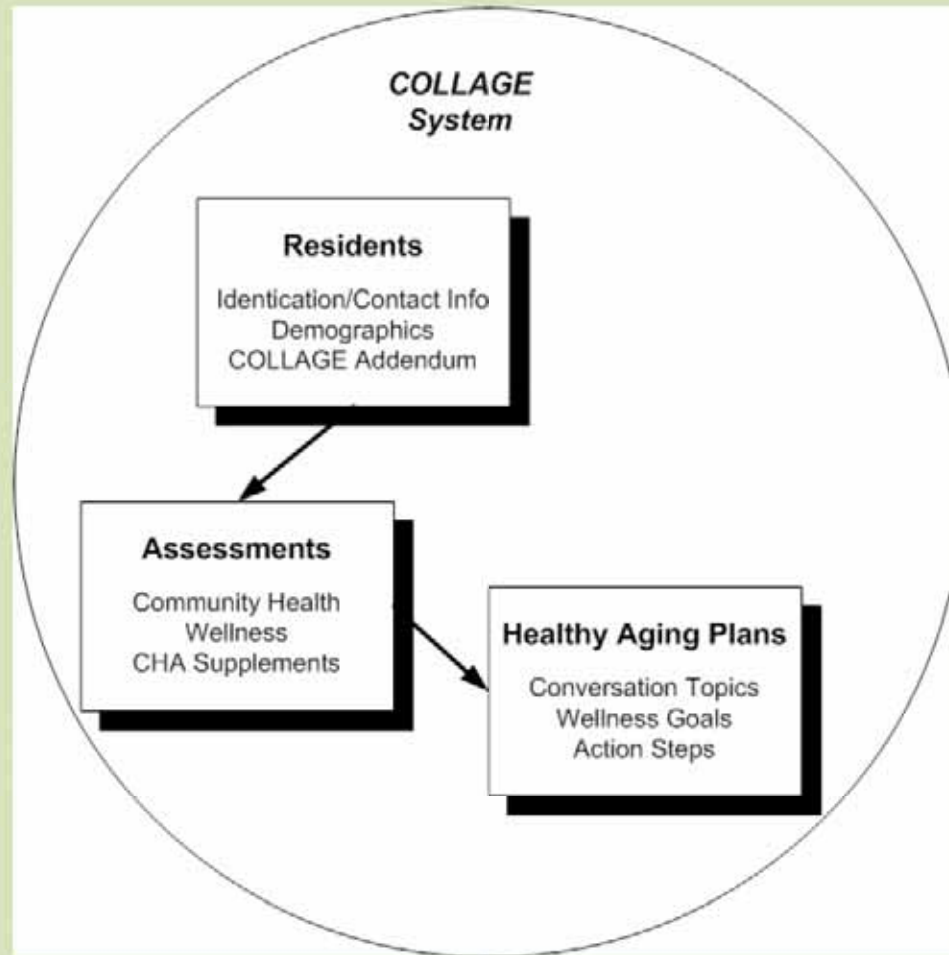 COLLAGE
System
Residents
Identication/Contact Info
Demographics
COLLAGE Addendum
Assessments
Community Health
Wellness
CHA Supplements
Healthy Aging Plans
Conversation Topics
Wellness Goals
Action Steps